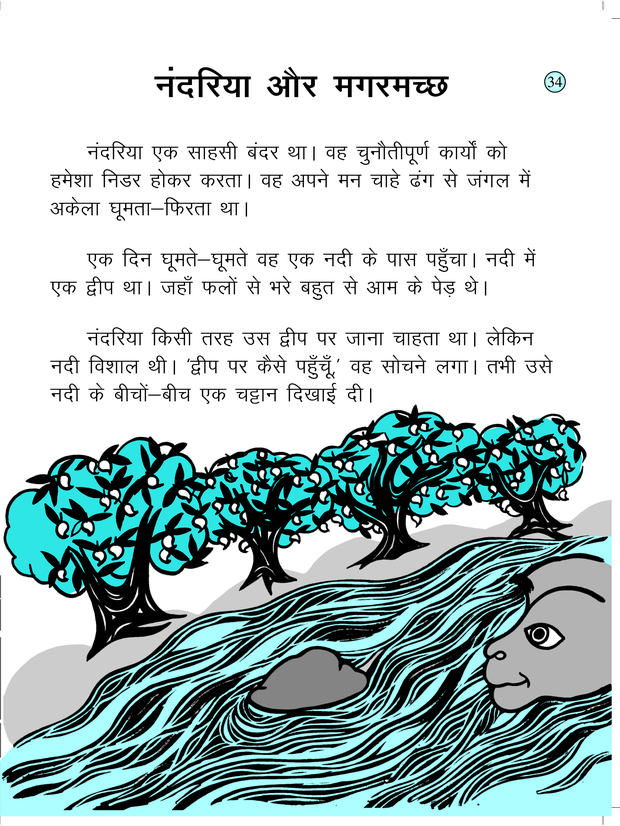 नंदरिया और मगरमच्छ
34
नंदरिया एक साहसी बंदर था। वह चुनौतीपूर्ण कार्यों को
हमेशा निडर होकर करता। वह अपने मन चाहे ढंग से जंगल में
अकेला घूमता–फिरता था।
एक दिन घूमते–घूमते वह एक नदी के पास पहुँचा। नदी में
एक द्वीप था। जहाँ फलों से भरे बहुत से आम के पेड़ थे।
नंदरिया किसी तरह उस द्वीप पर जाना चाहता था। लेकिन
नदी विशाल थी। 'द्वीप पर कैसे पहुँचूँ,' वह सोचने लगा। तभी उसे
नदी के बीचों–बीच एक चट्टान दिखाई दी।